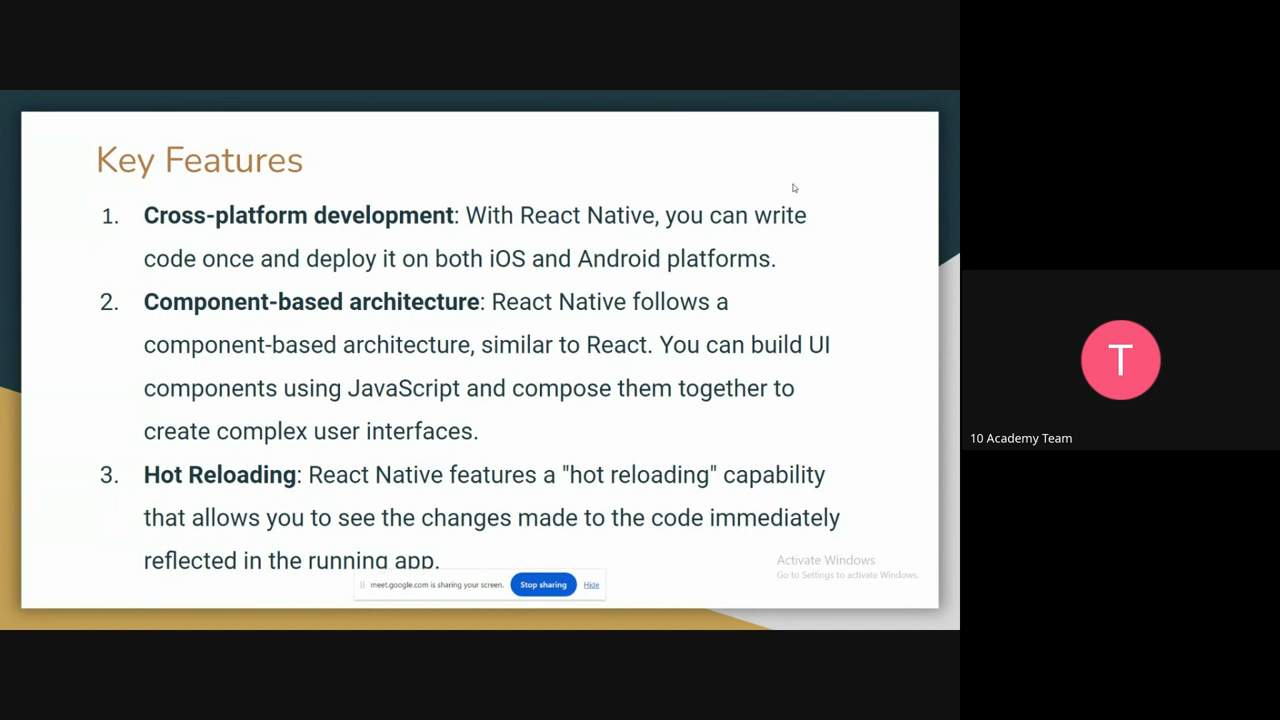 Key Features
1. Cross-platform development: With React Native, you can write
code once and deploy it on both iOS and Android platforms.
2. Component-based architecture: React Native follows a
component-based architecture, similar to React. You can build UI
components using JavaScript and compose them together to
create complex user interfaces.
3. Hot Reloading: React Native features a "hot reloading" capability
that allows you to see the changes made to the code immediately
reflected in the running app.
Activate Windows
Go to Settings to activate Windows.
meet.google.com is sharing your screen. Stop sharing Hide
T
10 Academy Team